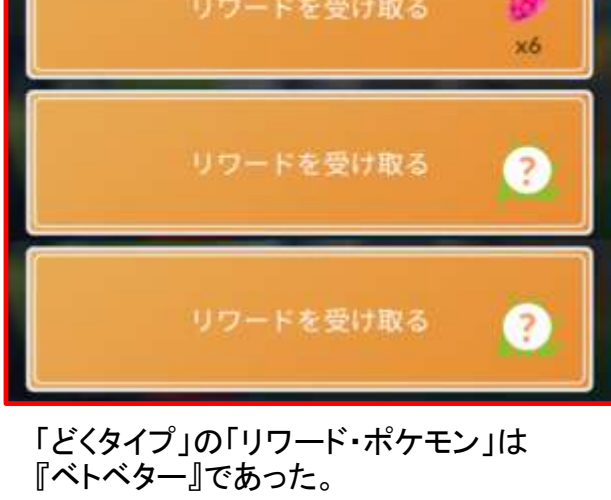 リワードを受け取る
x6
リワードを受け取る
?
リワードを受け取る
?
「どくタイプ」の「リワード・ポケモン」は
『ベトベター』であった。